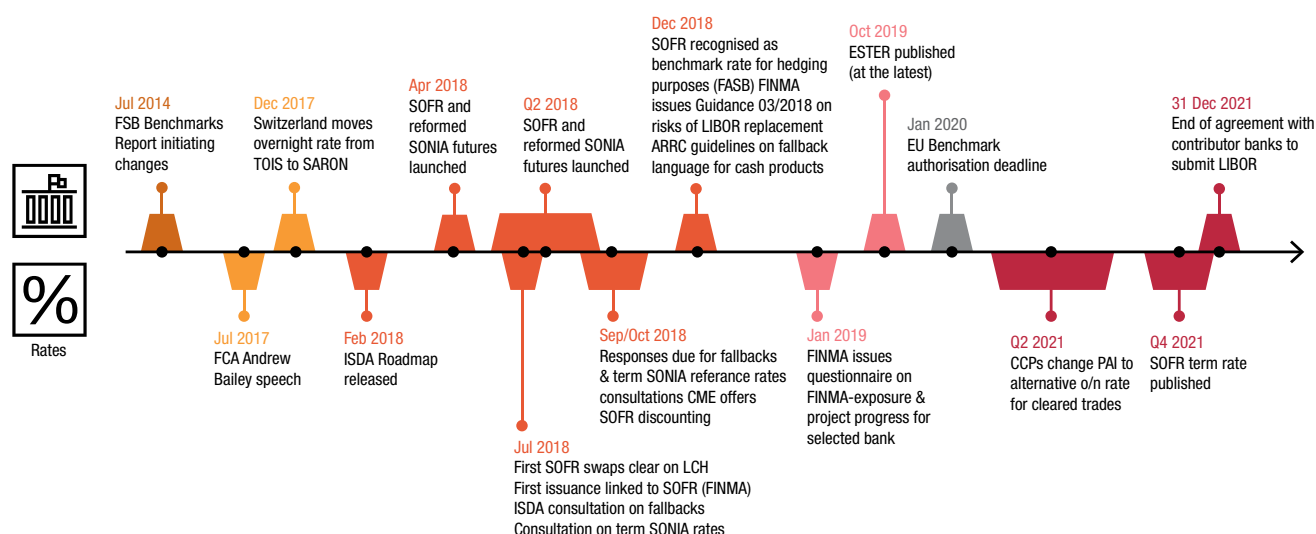 Jul 2014
FSB Benchmarks
Report initiating
changes
Dec 2017
Switzerland moves
overnight rate from
TOIS to SARON
Apr 2018
SOFR and
reformed
SONIA futures
launched
Q2 2018
SOFR and
reformed SONIA
futures launched
Dec 2018
SOFR recognised as
benchmark rate for hedging
purposes (FASB) FINMA
issues Guidance 03/2018 on
risks of LIBOR replacement
ARRC guidelines on fallback
language for cash products
Oct 2019
ESTER published
(at the latest)
Jan 2020
EU Benchmark
authorisation deadline
31 Dec 2021
End of agreement with
contributor banks to
submit LIBOR
%
Rates
Jul 2017
FCA Andrew
Bailey speech
Feb 2018
ISDA Roadmap
released
Jul 2018
First SOFR swaps clear on LCH
First issuance linked to SOFR (FINMA)
ISDA consultation on fallbacks
Consultation on term SONIA rates
Sep/Oct 2018
Responses due for fallbacks
& term SONIA referance rates
consultations CME offers
SOFR discounting
Jan 2019
FINMA issues
questionnaire on
FINMA-exposure &
project progress for
selected bank
Q2 2021
CCPs change PAI to
alternative o/n rate
for cleared trades
Q4 2021
SOFR term rate
published